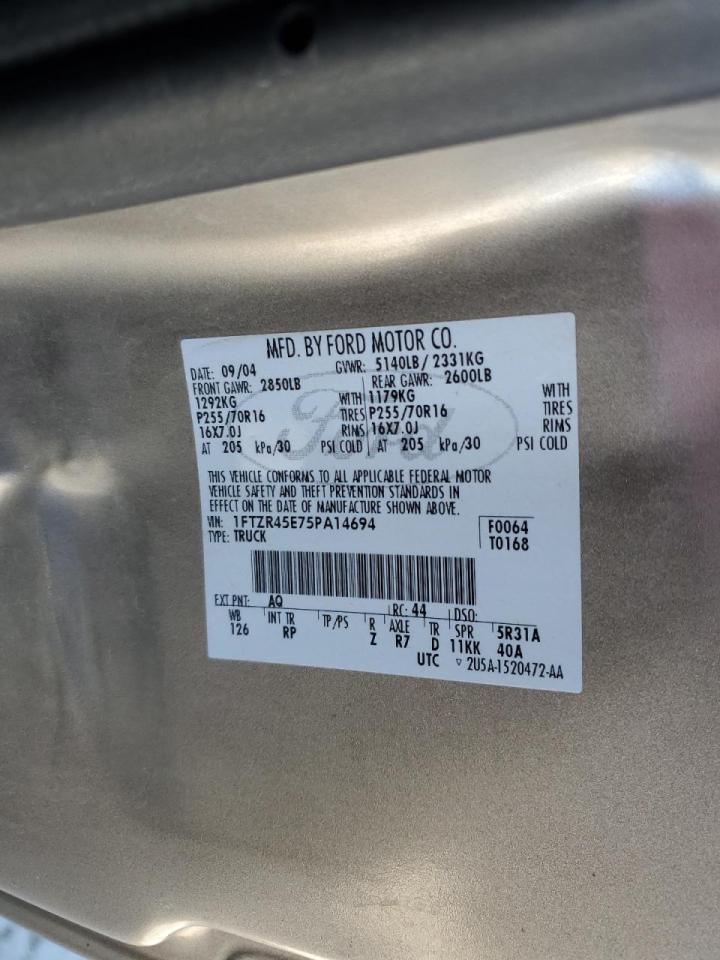 MFD. BY FORD MOTOR CO.
DATE: 09/04 GVWR: 5140LB/ 2331KG
FRONT GAWR: 2850LB REAR GAWR: 2600LB
1292KG WITH 1179KG WITH
P255/70R16 TIRES P255/70R16 TIRES
16X7.0J RIMS 16X7.0J RIMS
AT 205 kPa/30 PSI COLD AT 205 kPa/30 PSI COLD
THIS VEHICLE CONFORMS TO ALL APPLICABLE FEDERAL MOTOR
VEHICLE SAFETY AND THEFT PREVENTION STANDARDS IN
EFFECT ON THE DATE OF MANUFACTURE SHOWN ABOVE.
VIN: 1FTZR45E75PA14694 F0064
TYPE: TRUCK T0168
EXT PNT: AQ RC: 44 DSO:
WB INT TR TP/PS R AXLE TR SPR 5R31A
126 RP Z R7 D 11KK 40A
UTC ▽ 2U5A-1520472-AA
Ford